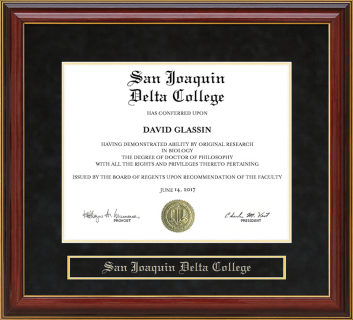 San Joaquin
Delta College
HAS CONFERRED UPON
DAVID GLASSIN
HAVING DEMONSTRATED ABILITY BY ORIGINAL RESEARCH
IN BIOLOGY
THE DEGREE OF DOCTOR OF PHILOSOPHY
WITH ALL THE RIGHTS AND PRIVILEGES THERETO PERTAINING
ISSUED BY THE BOARD OF REGENTS UPON RECOMMENDATION OF THE FACULTY
JUNE 14, 2017
PROVOST
PRESIDENT
San Joaquin Delta College